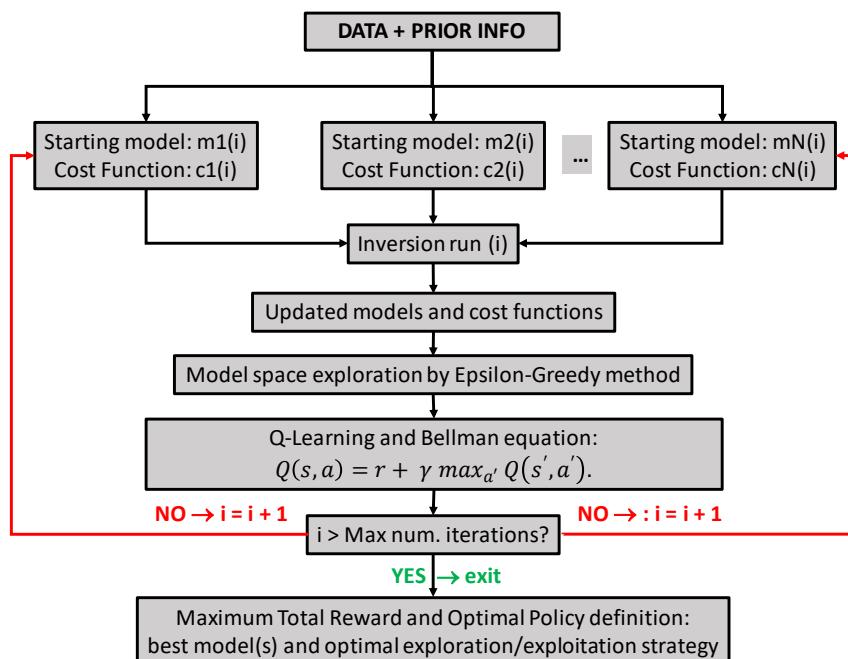 DATA + PRIOR INFO
Starting model: m1(i)
Cost Function: c1(i)
Starting model: m2(i)
Cost Function: c2(i)
...
Starting model: mN(i)
Cost Function: cN(i)
Inversion run (i)
Updated models and cost functions
Model space exploration by Epsilon-Greedy method
Q-Learning and Bellman equation:
Q(s, a) = r + γ max_{a′} Q(s′, a′).
NO → i = i + 1
NO → : i = i + 1
i > Max num. iterations?
YES → exit
Maximum Total Reward and Optimal Policy definition:
best model(s) and optimal exploration/exploitation strategy